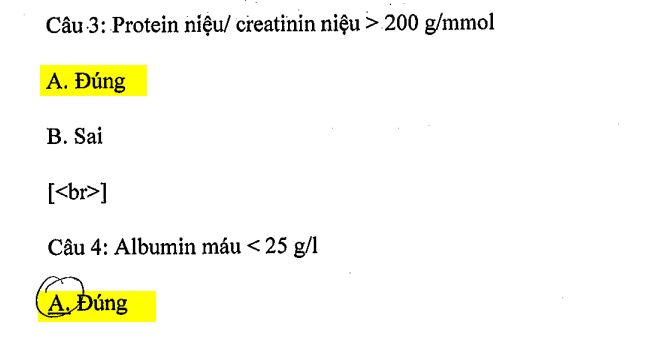 Câu 3: Protein niệu/ creatinin niệu > 200 g/mmol
A. Đúng
B. Sai
[<br>]
Câu 4: Albumin máu < 25 g/l
A. Đúng